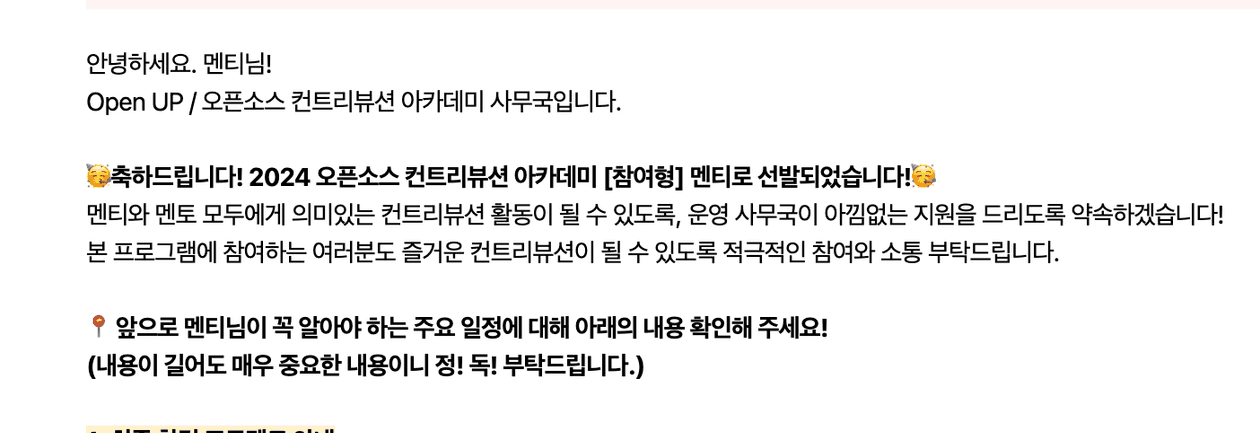 안녕하세요. 멘티님!
Open UP / 오픈소스 컨트리뷰션 아카데미 사무국입니다.
🥳축하드립니다! 2024 오픈소스 컨트리뷰션 아카데미 [참여형] 멘티로 선발되었습니다!🥳
멘티와 멘토 모두에게 의미있는 컨트리뷰션 활동이 될 수 있도록, 운영 사무국이 아낌없는 지원을 드리도록 약속하겠습니다!
본 프로그램에 참여하는 여러분도 즐거운 컨트리뷰션이 될 수 있도록 적극적인 참여와 소통 부탁드립니다.
📍 앞으로 멘티님이 꼭 알아야 하는 주요 일정에 대해 아래의 내용 확인해 주세요!
(내용이 길어도 매우 중요한 내용이니 정! 독! 부탁드립니다.)